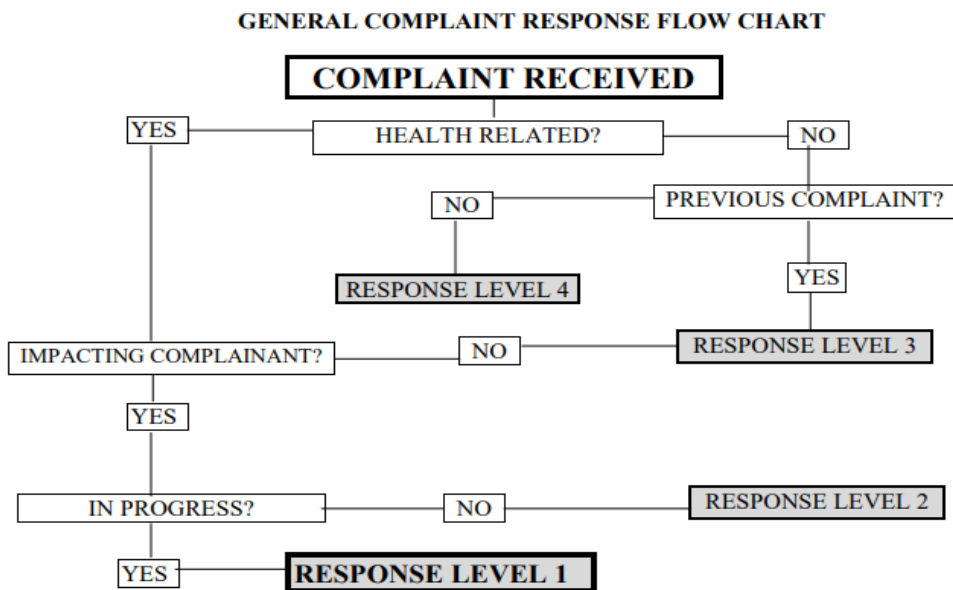 GENERAL COMPLAINT RESPONSE FLOW CHART
COMPLAINT RECEIVED
YES
HEALTH RELATED?
NO
NO
PREVIOUS COMPLAINT?
RESPONSE LEVEL 4
YES
IMPACTING COMPLAINANT?
NO
RESPONSE LEVEL 3
YES
IN PROGRESS?
NO
RESPONSE LEVEL 2
YES
RESPONSE LEVEL 1